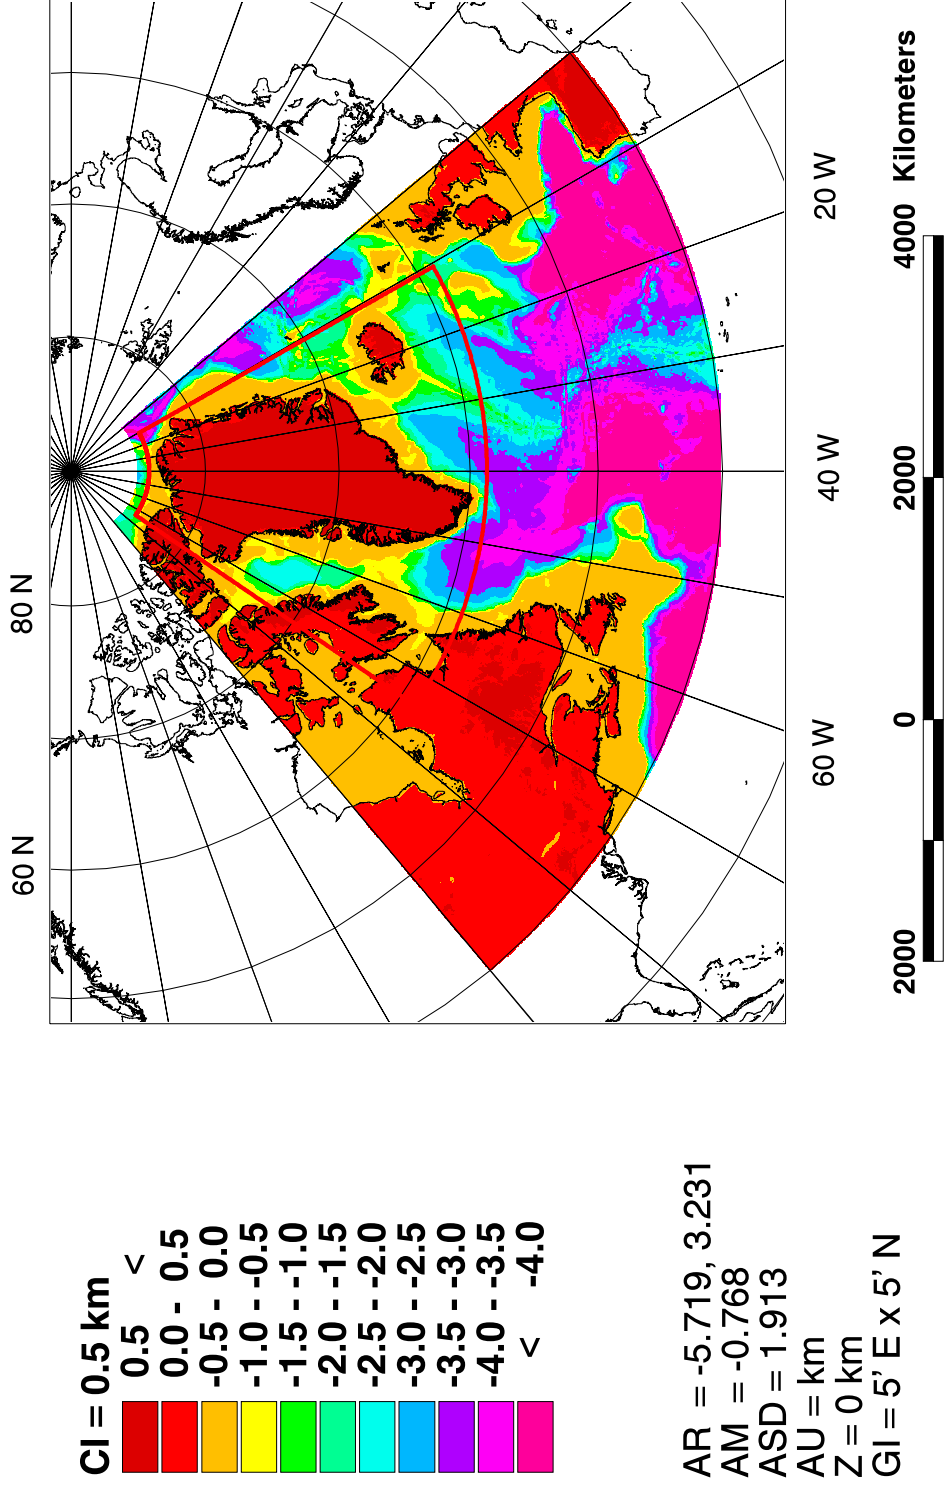 60 N
80 N
60 W
40 W
20 W
2000
0
2000
4000 Kilometers
CI = 0.5 km
0.5 <
0.0 - 0.5
-0.5 - 0.0
-1.0 - -0.5
-1.5 - -1.0
-2.0 - -1.5
-2.5 - -2.0
-3.0 - -2.5
-3.5 - -3.0
-4.0 - -3.5
< -4.0
AR = -5.719, 3.231
AM = -0.768
ASD = 1.913
AU = km
Z = 0 km
GI = 5’ E x 5’ N